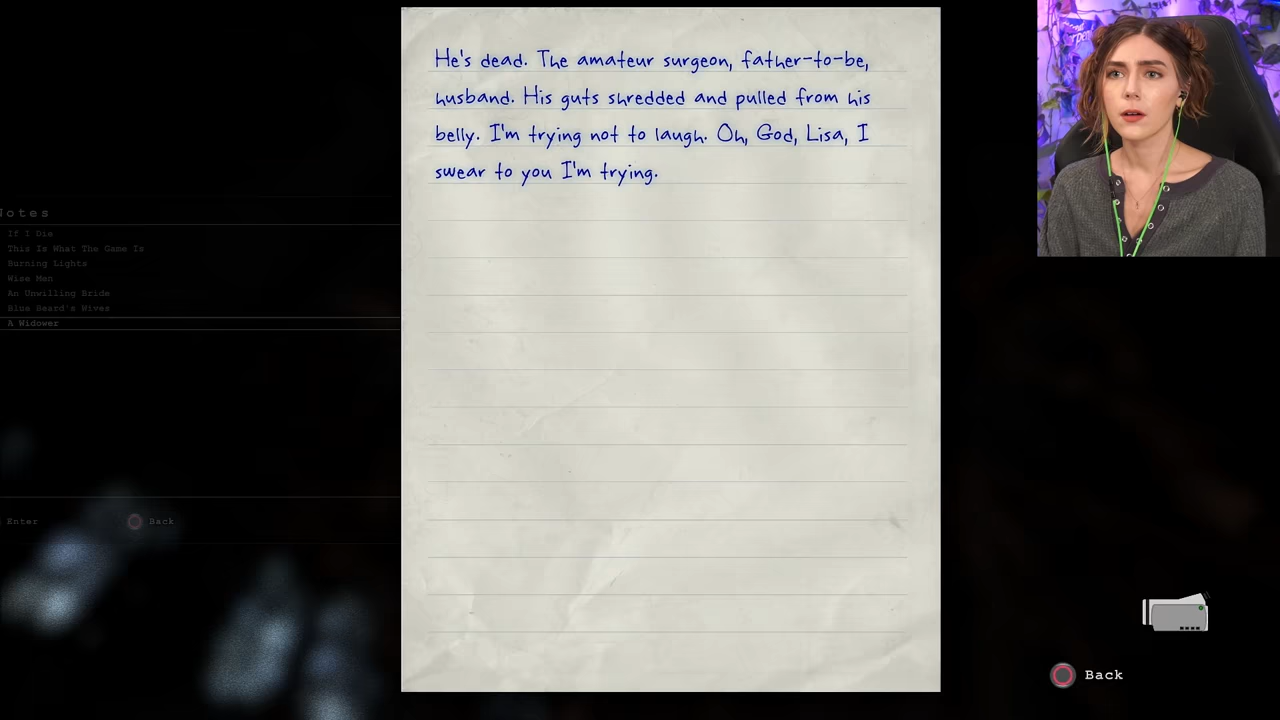 He's dead. The amateur surgeon, father-to-be,
husband. His guts shredded and pulled from his
belly. I'm trying not to laugh. Oh, God, Lisa, I
swear to you I'm trying.
Notes
If I Die
This Is What The Game Is
Burning Lights
Wise Men
An Unwilling Bride
Blue Beard's Wives
A Widower
Enter
Back
Back